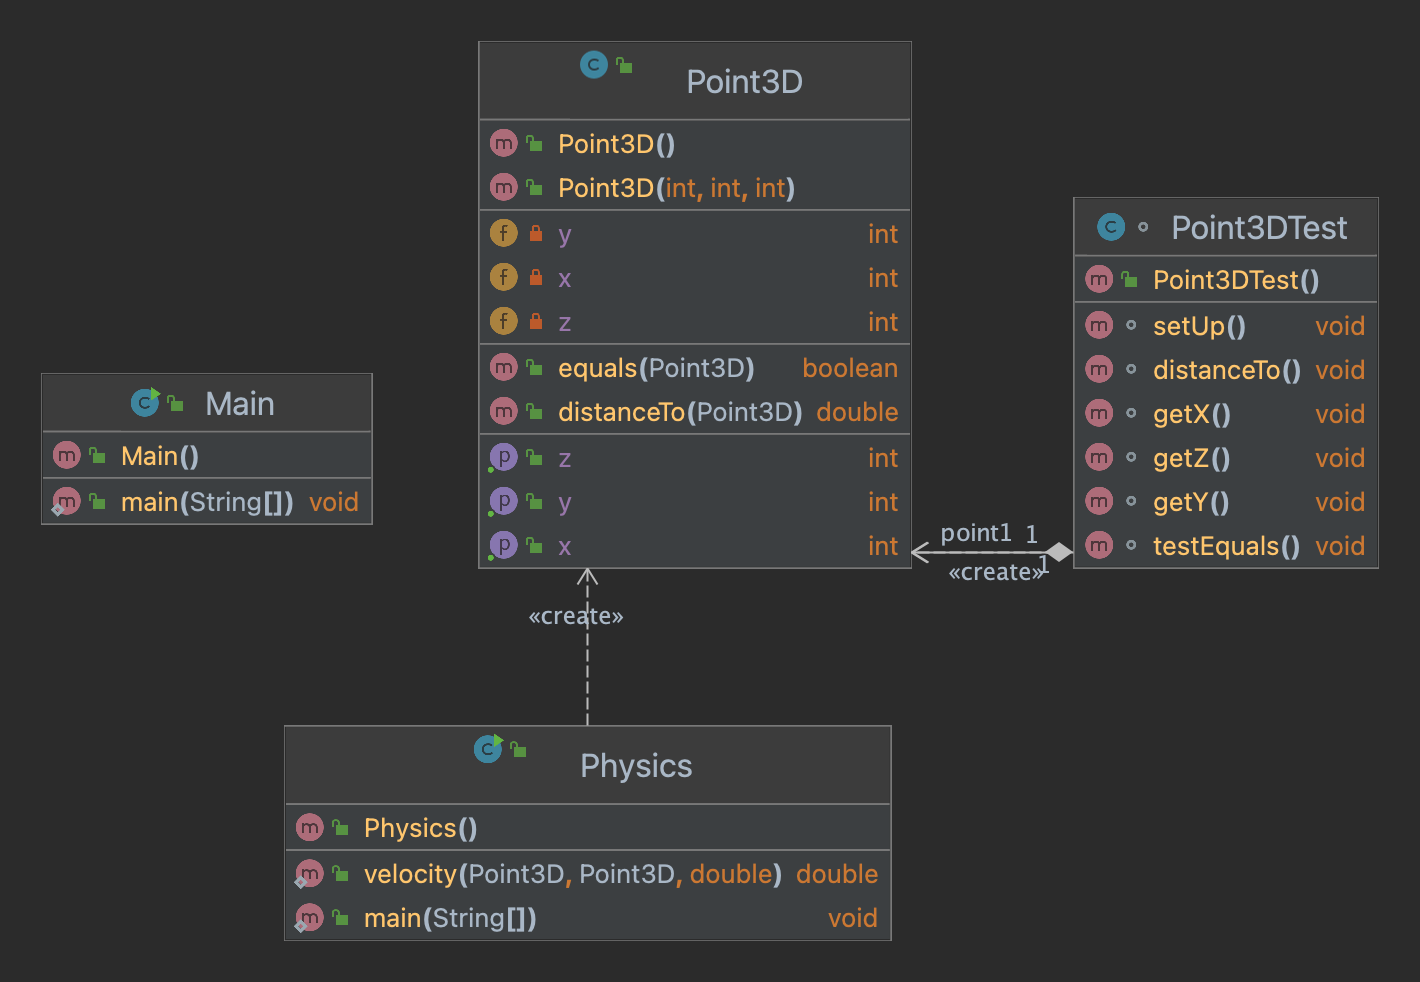 Point3D
Point3D()
Point3D(int, int, int)
y int
x int
z int
equals(Point3D) boolean
distanceTo(Point3D) double
z int
y int
x int
Point3DTest
Point3DTest()
setUp() void
distanceTo() void
getX() void
getZ() void
getY() void
testEquals() void
Main
Main()
main(String[]) void
point1 1
«create» 1
«create»
Physics
Physics()
velocity(Point3D, Point3D, double) double
main(String[]) void